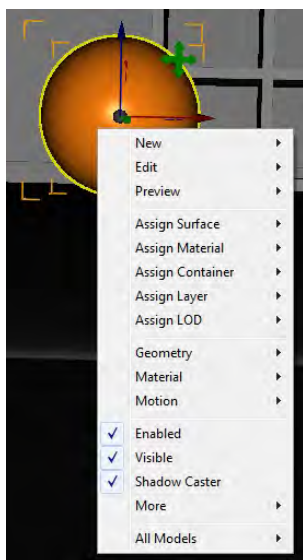 New
Edit
Preview
Assign Surface
Assign Material
Assign Container
Assign Layer
Assign LOD
Geometry
Material
Motion
Enabled
Visible
Shadow Caster
More
All Models